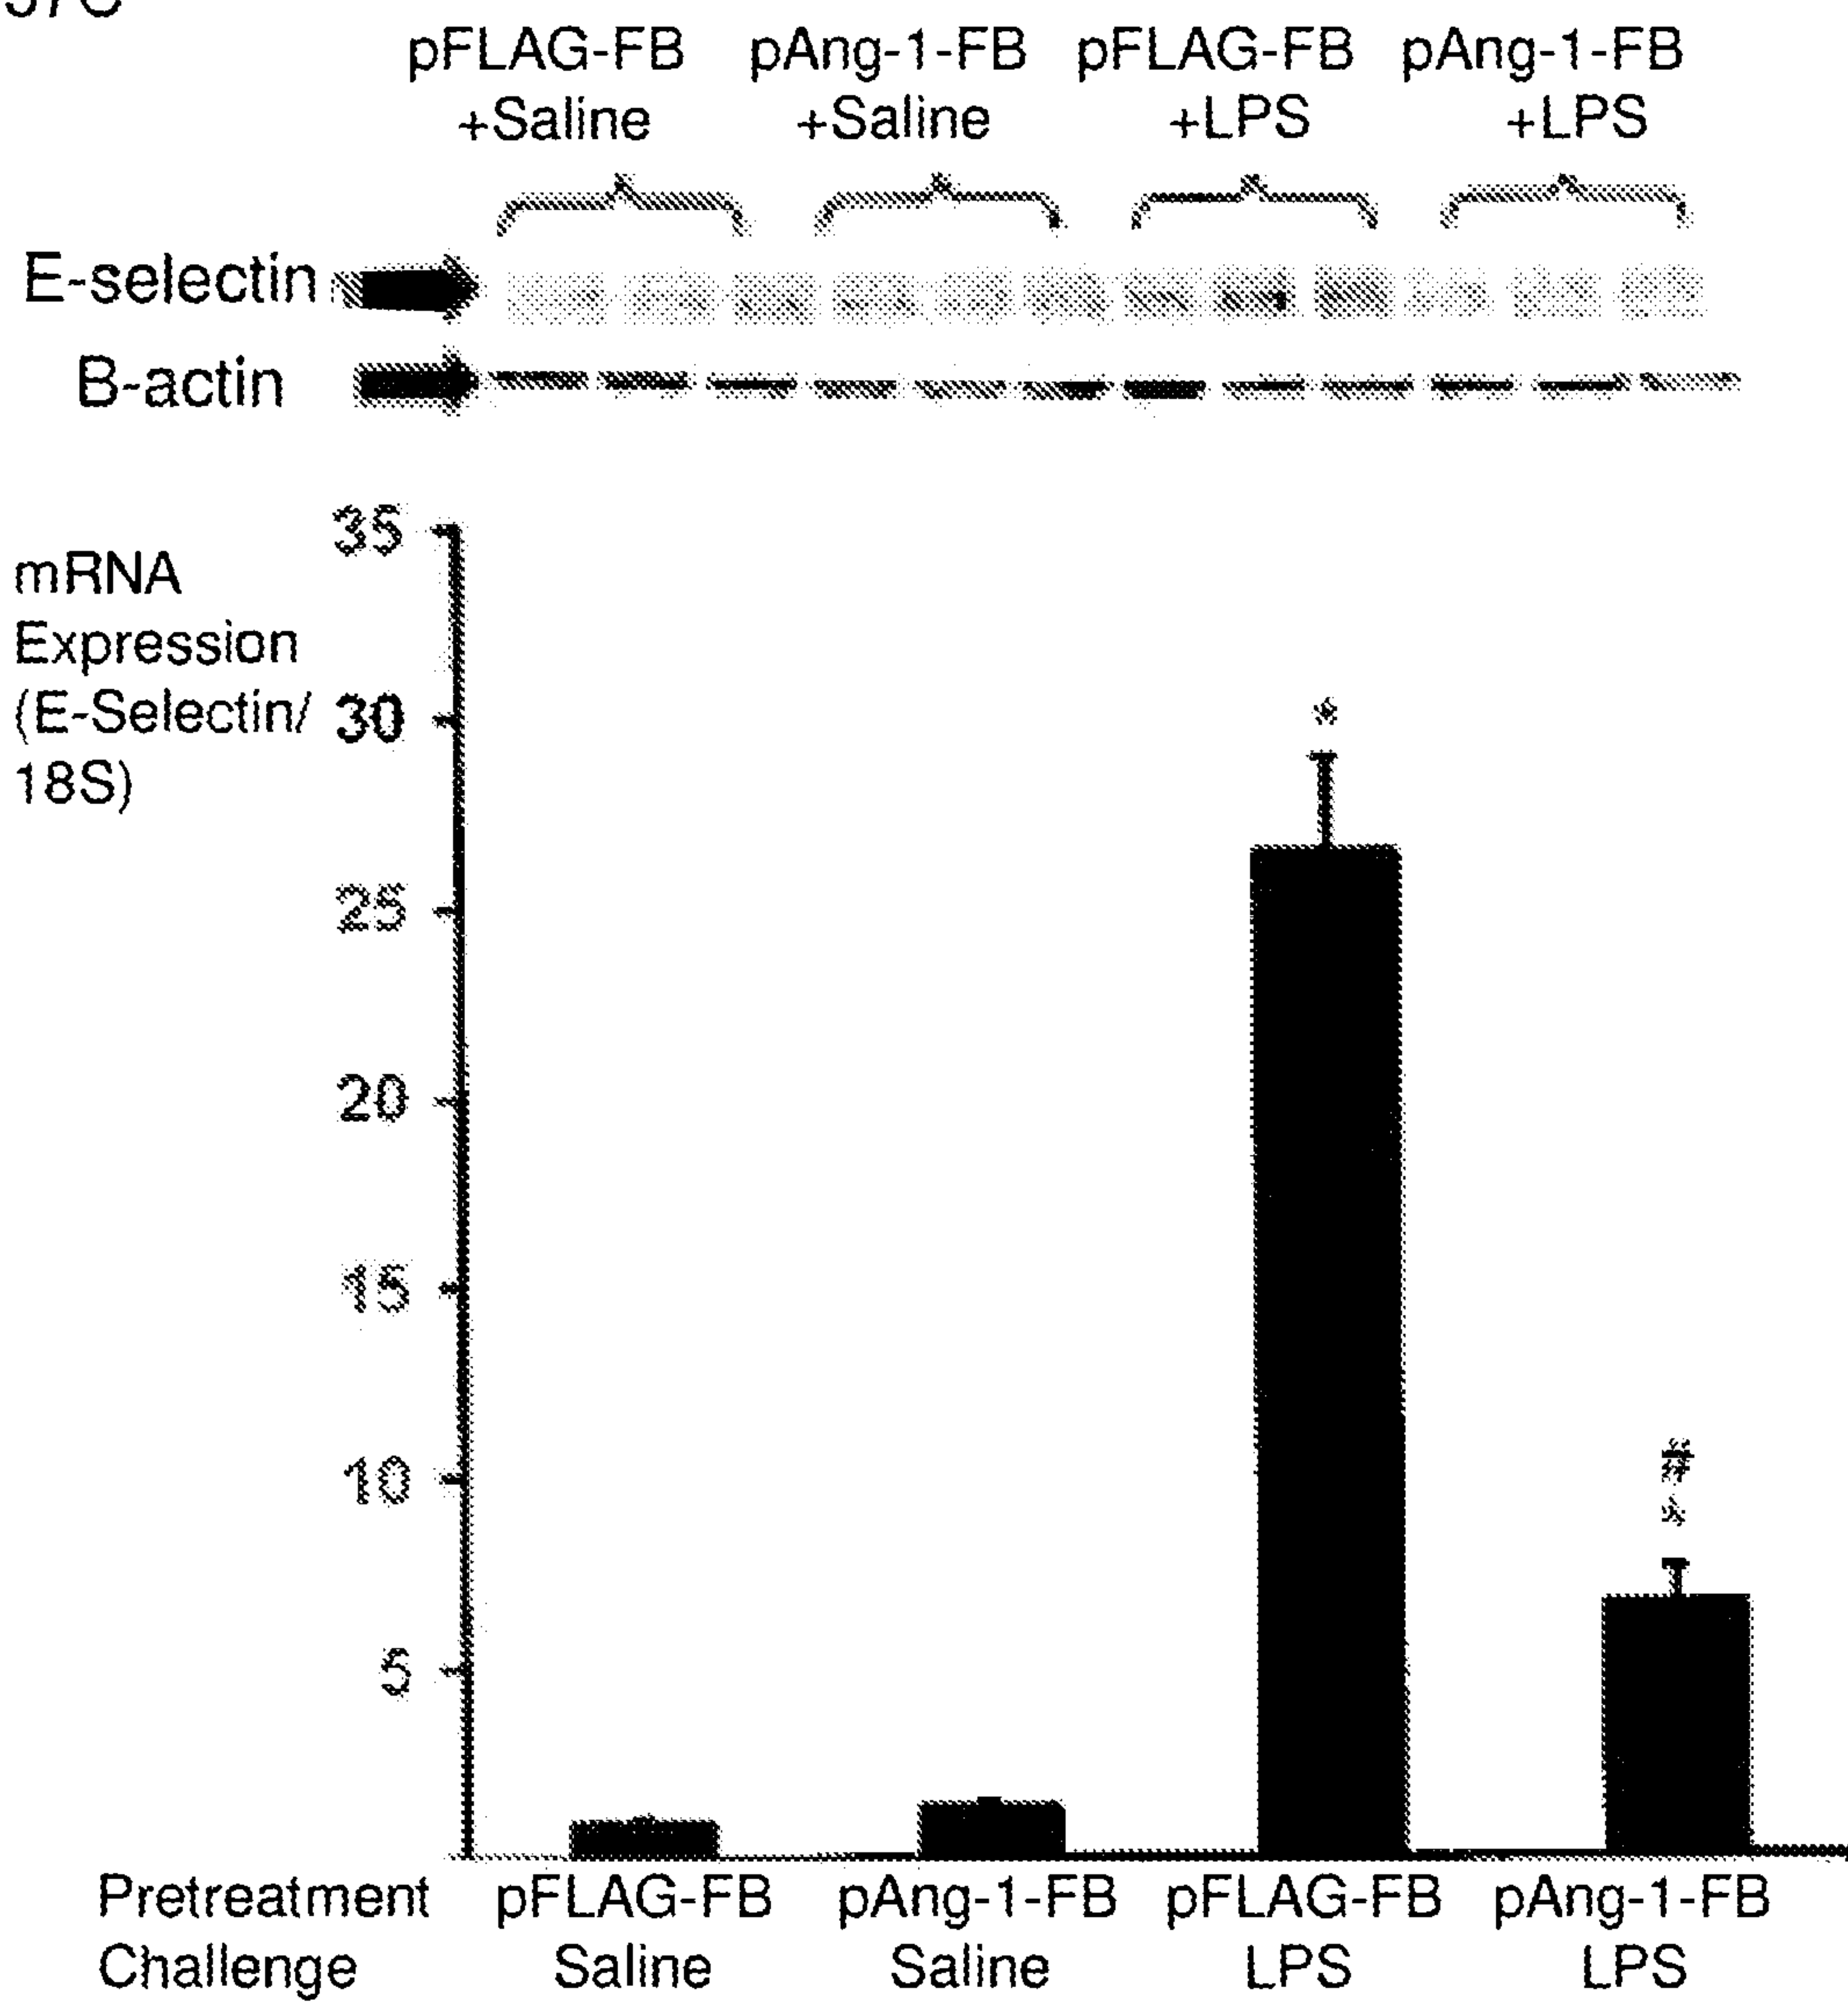 pFLAG-FB pAng-1-FB pFLAG-FB pAng-1-FB
+Saline +Saline +LPS +LPS
E-selectin
B-actin
mRNA
Expression
(E-Selectin/
18S)
35
30
25
20
15
10
5
*
#
*
Pretreatment pFLAG-FB pAng-1-FB pFLAG-FB pAng-1-FB
Challenge Saline Saline LPS LPS